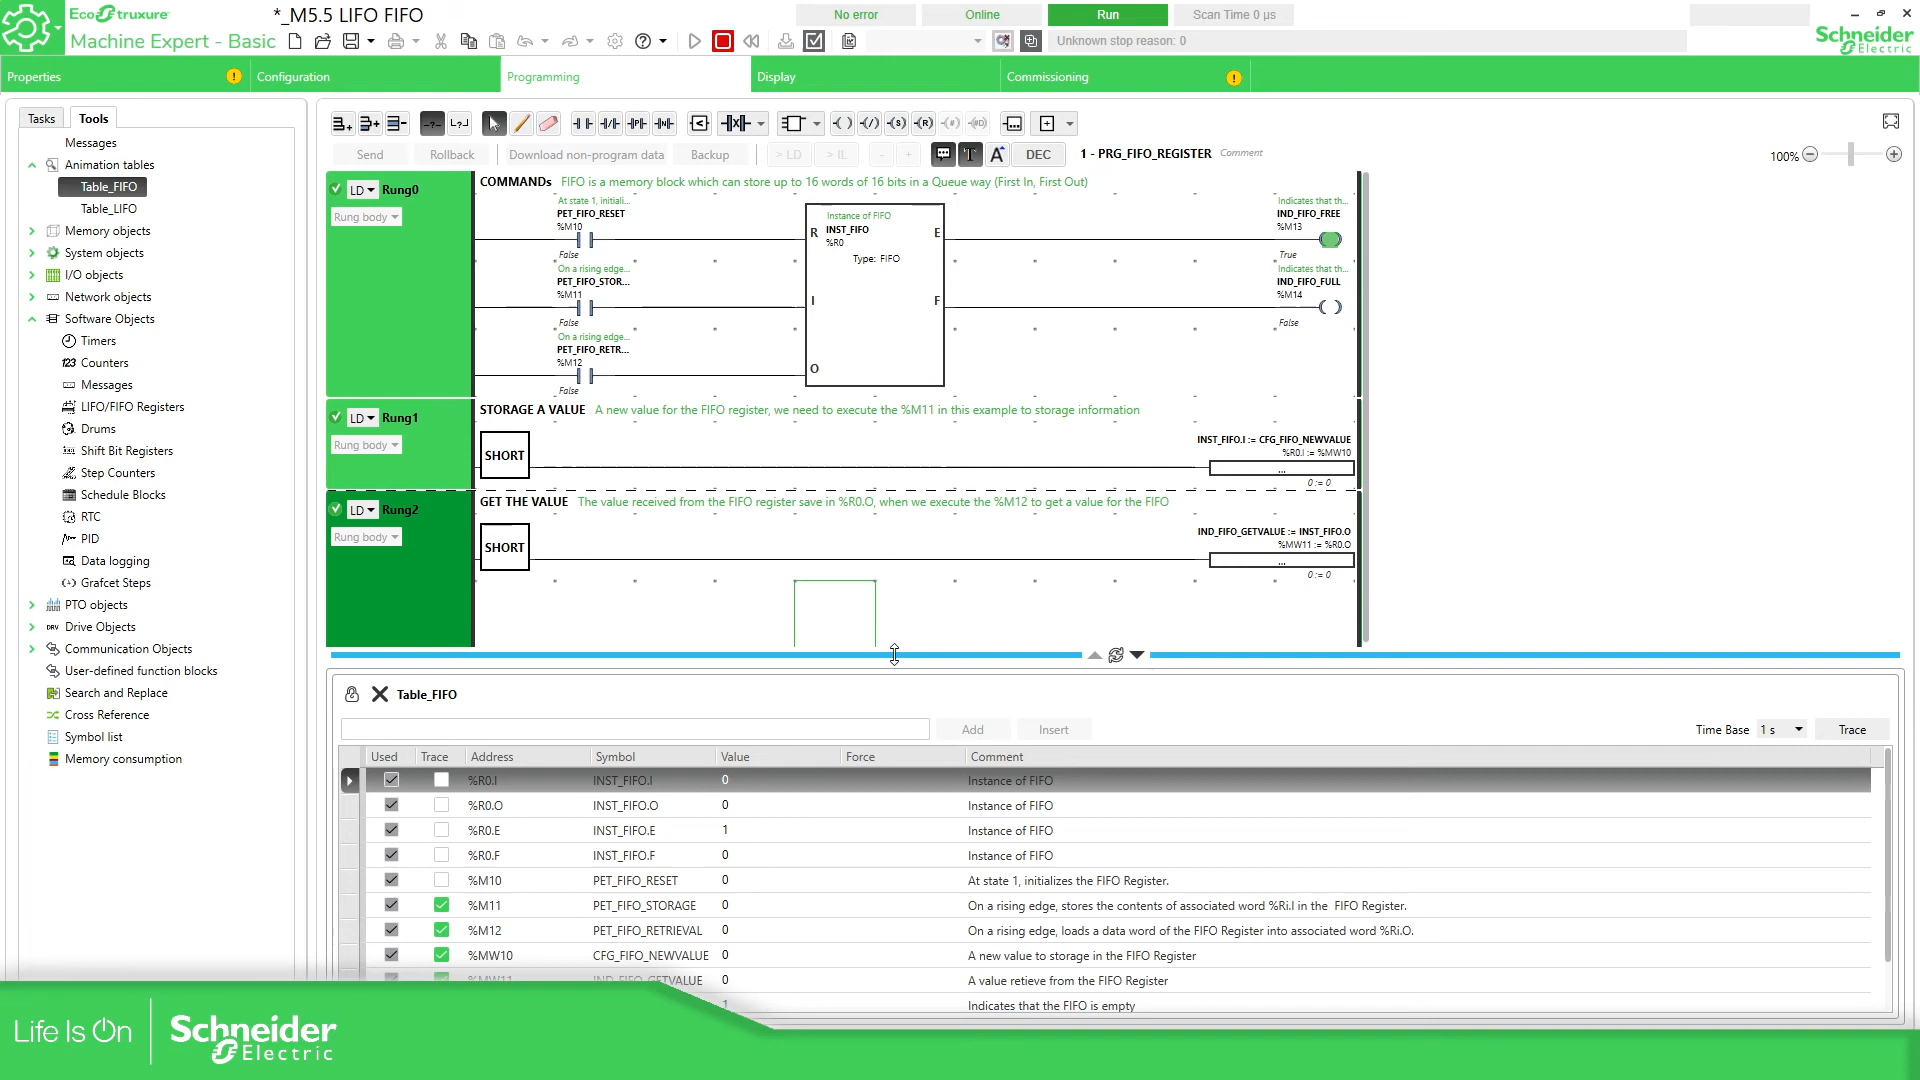 EcoStruxure
Machine Expert - Basic
*_M5.5 LIFO FIFO
No error
Online
Run
Scan Time 0 µs
Unknown stop reason: 0
Schneider
Electric
Properties
Configuration
Programming
Display
Commissioning
Tasks
Tools
Messages
Animation tables
Table_FIFO
Table_LIFO
Memory objects
System objects
I/O objects
Network objects
Software Objects
Timers
Counters
Messages
LIFO/FIFO Registers
Drums
Shift Bit Registers
Step Counters
Schedule Blocks
RTC
PID
Data logging
Grafcet Steps
PTO objects
Drive Objects
Communication Objects
User-defined function blocks
Search and Replace
Cross Reference
Symbol list
Memory consumption
Send
Rollback
Download non-program data
Backup
> LD
> IL
-
+
DEC
1 - PRG_FIFO_REGISTER Comment
100%
LD Rung0
Rung body
COMMANDs FIFO is a memory block which can store up to 16 words of 16 bits in a Queue way (First In, First Out)
At state 1, initiali...
PET_FIFO_RESET
%M10
False
On a rising edge...
PET_FIFO_STOR...
%M11
False
On a rising edge...
PET_FIFO_RETR...
%M12
False
Instance of FIFO
INST_FIFO
%R0
Type: FIFO
R
E
I
F
O
Indicates that th...
IND_FIFO_FREE
%M13
True
Indicates that th...
IND_FIFO_FULL
%M14
False
LD Rung1
Rung body
STORAGE A VALUE A new value for the FIFO register, we need to execute the %M11 in this example to storage information
SHORT
INST_FIFO.I := CFG_FIFO_NEWVALUE
%R0.I := %MW10
...
0 := 0
LD Rung2
Rung body
GET THE VALUE The value received from the FIFO register save in %R0.O, when we execute the %M12 to get a value for the FIFO
SHORT
IND_FIFO_GETVALUE := INST_FIFO.O
%MW11 := %R0.O
...
0 := 0
Table_FIFO
Add
Insert
Time Base 1 s
Trace
Used Trace Address Symbol Value Force Comment
%R0.I INST_FIFO.I 0 Instance of FIFO
%R0.O INST_FIFO.O 0 Instance of FIFO
%R0.E INST_FIFO.E 1 Instance of FIFO
%R0.F INST_FIFO.F 0 Instance of FIFO
%M10 PET_FIFO_RESET 0 At state 1, initializes the FIFO Register.
%M11 PET_FIFO_STORAGE 0 On a rising edge, stores the contents of associated word %Ri.I in the FIFO Register.
%M12 PET_FIFO_RETRIEVAL 0 On a rising edge, loads a data word of the FIFO Register into associated word %Ri.O.
%MW10 CFG_FIFO_NEWVALUE 0 A new value to storage in the FIFO Register
%MW11 IND_FIFO_GETVALUE 0 A value retieve from the FIFO Register
1 Indicates that the FIFO is empty
Life Is On
Schneider
Electric